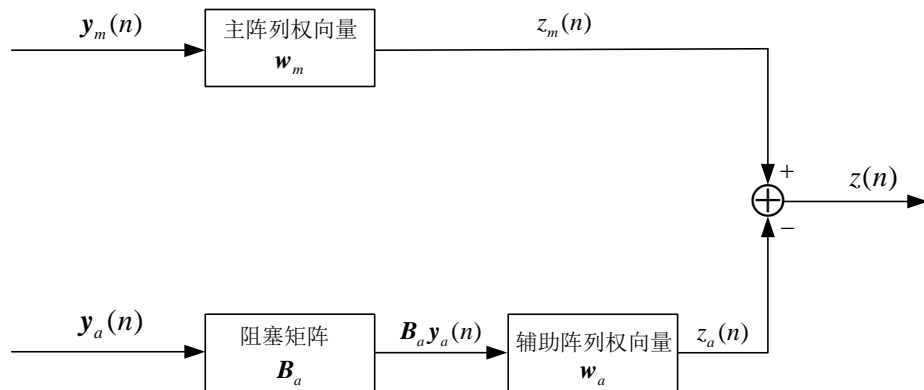 y_m(n)
主阵列权向量
w_m
z_m(n)
+
z(n)
−
y_a(n)
阻塞矩阵
B_a
B_a y_a(n)
辅助阵列权向量
w_a
z_a(n)